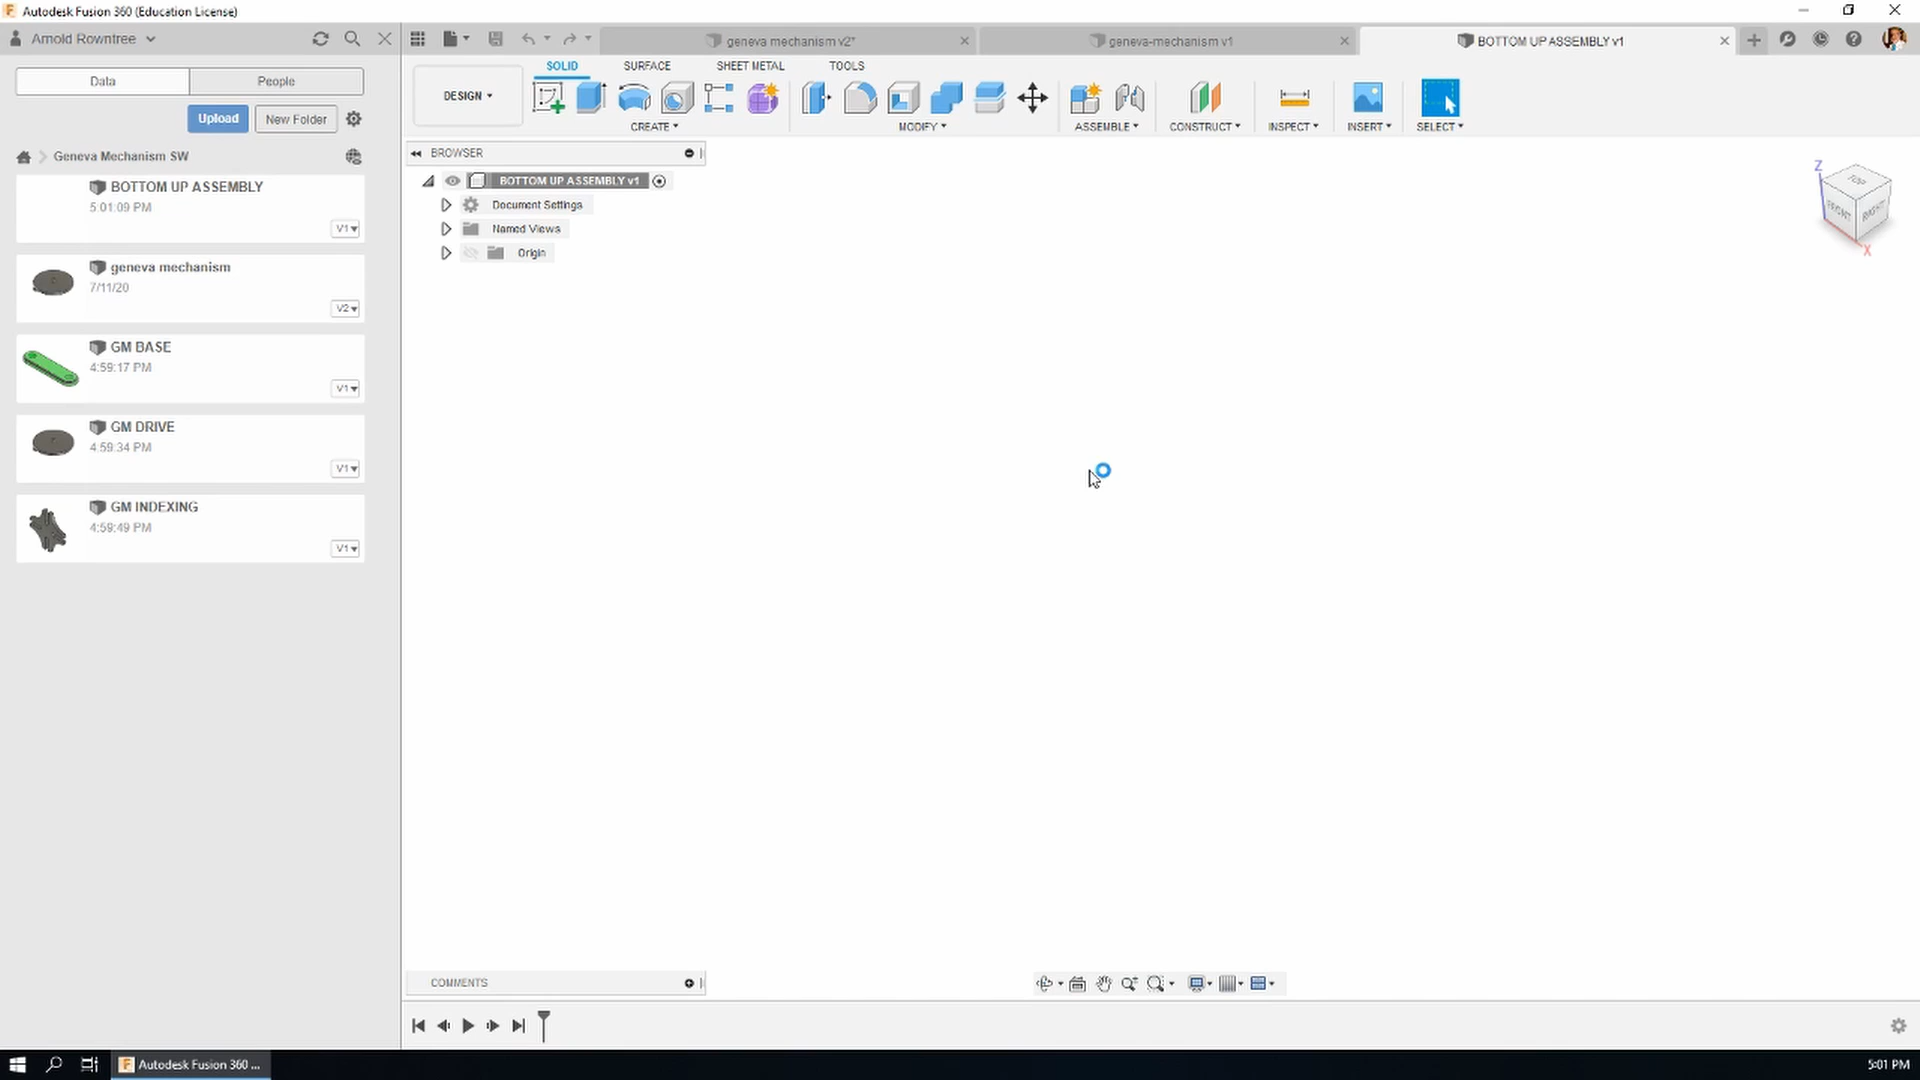 Autodesk Fusion 360 (Education License)
Arnold Rowntree
Data
People
Upload
New Folder
Geneva Mechanism SW
BOTTOM UP ASSEMBLY
5:01:09 PM
V1
geneva mechanism
7/11/20
V2
GM BASE
4:59:17 PM
V1
GM DRIVE
4:59:34 PM
V1
GM INDEXING
4:59:49 PM
V1
geneva mechanism v2*
geneva-mechanism v1
BOTTOM UP ASSEMBLY v1
SOLID
SURFACE
SHEET METAL
TOOLS
DESIGN
CREATE
MODIFY
ASSEMBLE
CONSTRUCT
INSPECT
INSERT
SELECT
BROWSER
BOTTOM UP ASSEMBLY v1
Document Settings
Named Views
Origin
Z
TOP
FRONT
RIGHT
X
COMMENTS
Autodesk Fusion 360 ...
5:01 PM